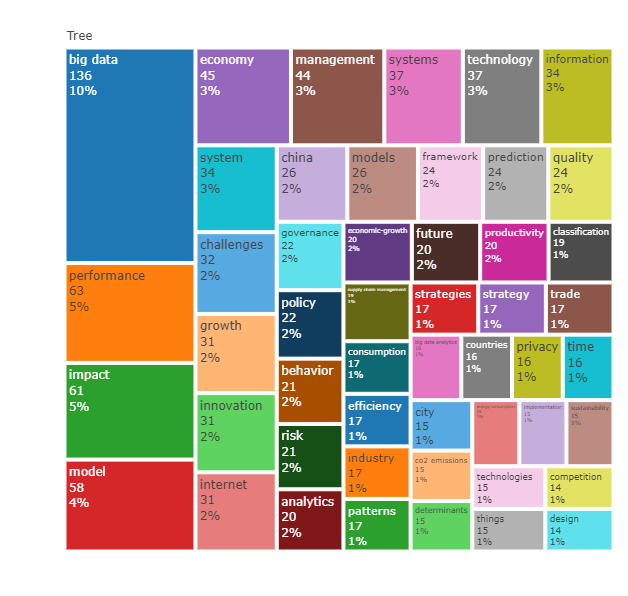 Tree
big data
136
10%
performance
63
5%
impact
61
5%
model
58
4%
economy
45
3%
management
44
3%
systems
37
3%
technology
37
3%
information
34
3%
system
34
3%
challenges
32
2%
growth
31
2%
innovation
31
2%
internet
31
2%
china
26
2%
models
26
2%
framework
24
2%
prediction
24
2%
quality
24
2%
governance
22
2%
policy
22
2%
behavior
21
2%
risk
21
2%
analytics
20
2%
economic-growth
20
2%
future
20
2%
productivity
20
2%
classification
19
1%
supply chain management
19
1%
consumption
17
1%
efficiency
17
1%
industry
17
1%
patterns
17
1%
strategies
17
1%
strategy
17
1%
trade
17
1%
big data analytics
16
1%
countries
16
1%
privacy
16
1%
time
16
1%
city
15
1%
co2 emissions
15
1%
determinants
15
1%
energy consumption
15
1%
implementation
15
1%
sustainability
15
1%
technologies
15
1%
things
15
1%
competition
14
1%
design
14
1%